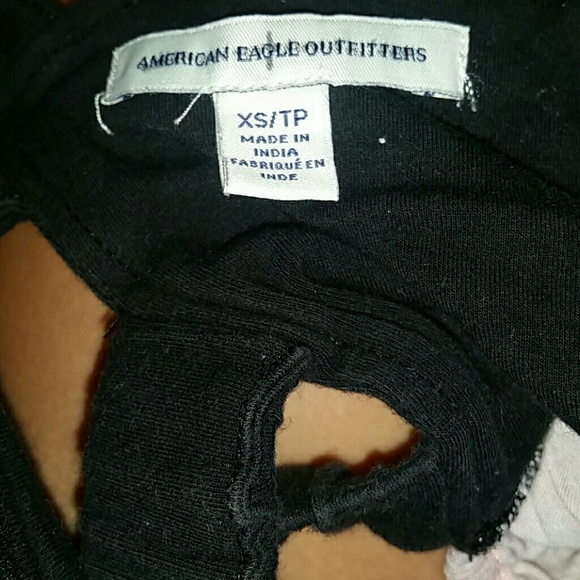 AMERICAN EAGLE OUTFITTERS
XS/TP
MADE IN
INDIA
FABRIQUÉ EN
INDE